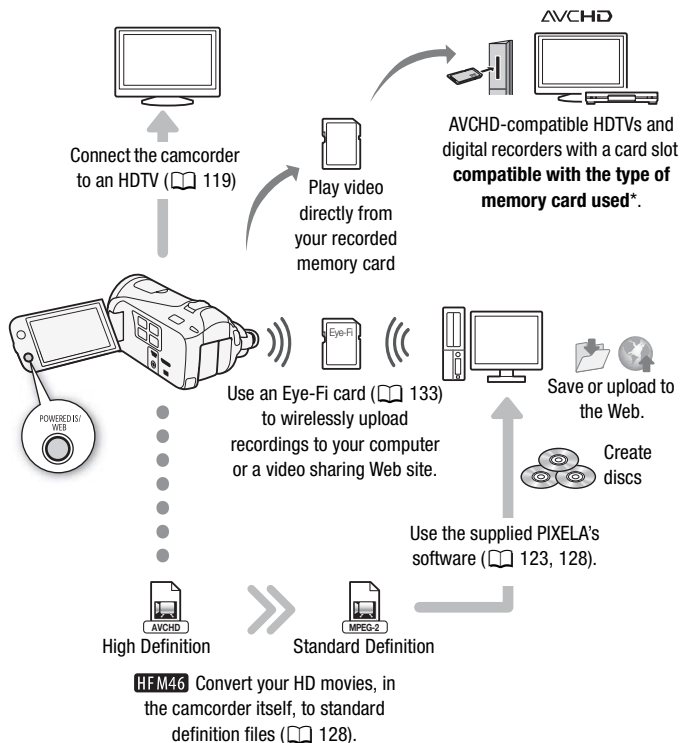 AVCHD
Connect the camcorder
to an HDTV ( 119)
Play video
directly from
your recorded
memory card
AVCHD-compatible HDTVs and
digital recorders with a card slot
compatible with the type of
memory card used*.
POWERED IS/
WEB
Eye-Fi
Use an Eye-Fi card ( 133)
to wirelessly upload
recordings to your computer
or a video sharing Web site.
Save or upload to
the Web.
Create
discs
Use the supplied PIXELA's
software ( 123, 128).
AVCHD
High Definition
MPEG-2
Standard Definition
HFM46 Convert your HD movies, in
the camcorder itself, to standard
definition files ( 128).